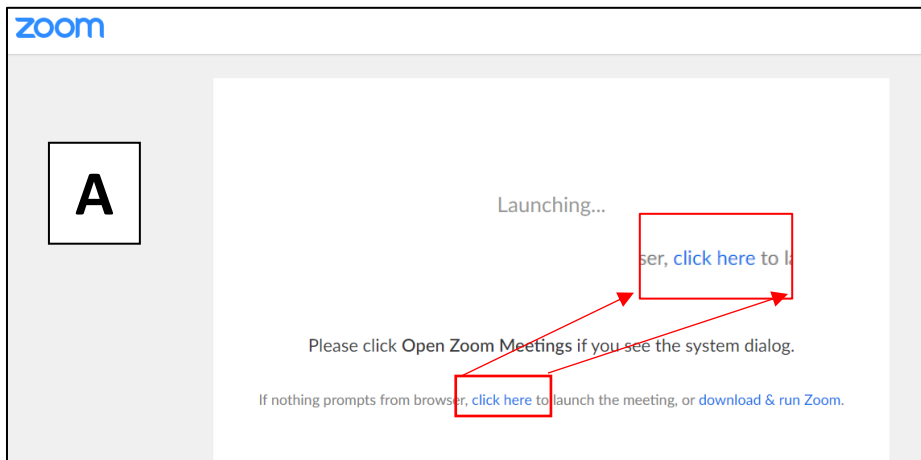 zoom
A
Launching...
ser, click here to la
Please click Open Zoom Meetings if you see the system dialog.
If nothing prompts from browser, click here to launch the meeting, or download & run Zoom.